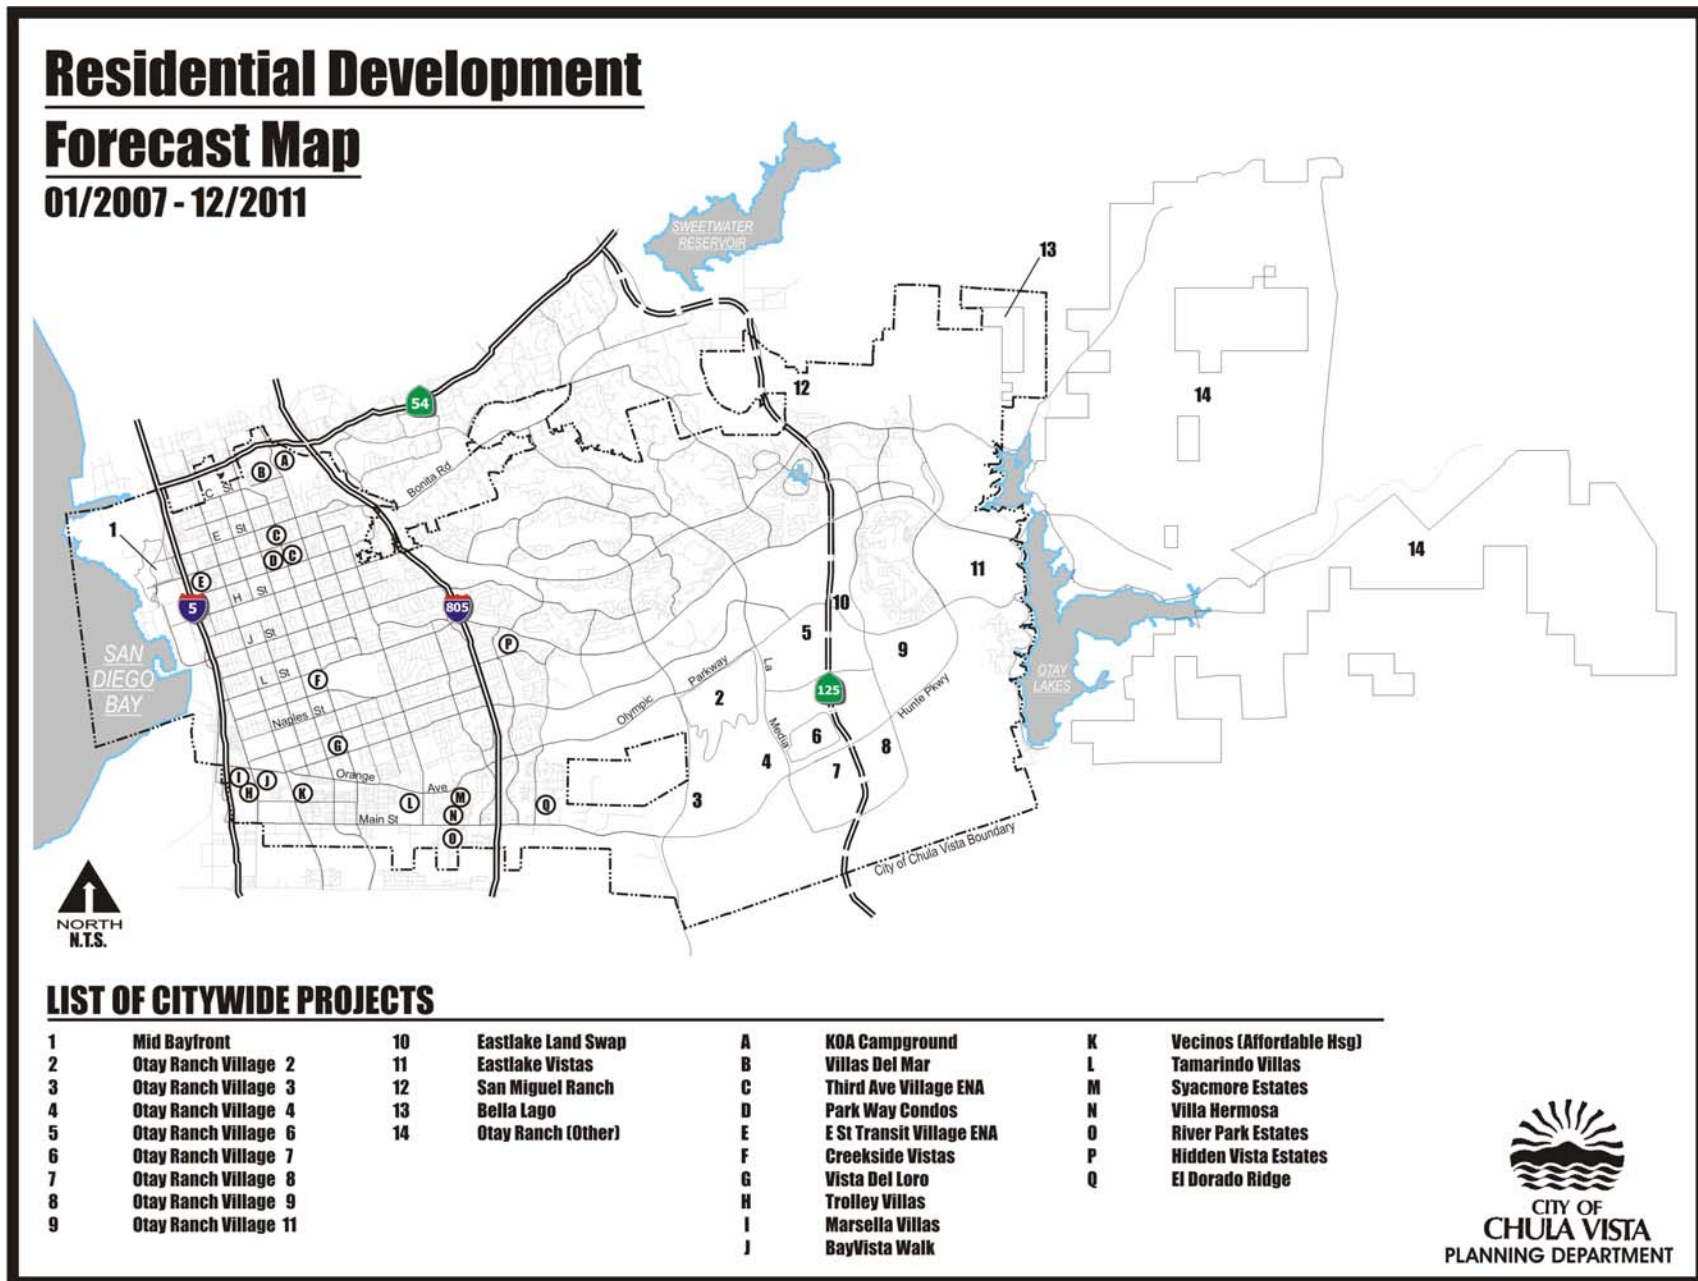 Residential Development
Forecast Map
01/2007 - 12/2011
SWEETWATER
RESERVOIR
13
12
14
54
Bonita Rd
A
B
C St
1
E St
C
D C
E
5
H St
805
11
14
10
J St
P
5
9
SAN
DIEGO
BAY
L St
F
La
Parkway
OTAY
LAKES
125
2
Hunte Pkwy
Olympic
Naples St
Media
6
8
G
4
7
I
J
H
K
Orange
Ave
M
L
N
Q
3
Main St
O
City of Chula Vista Boundary
NORTH
N.T.S.
LIST OF CITYWIDE PROJECTS
1 Mid Bayfront
2 Otay Ranch Village 2
3 Otay Ranch Village 3
4 Otay Ranch Village 4
5 Otay Ranch Village 6
6 Otay Ranch Village 7
7 Otay Ranch Village 8
8 Otay Ranch Village 9
9 Otay Ranch Village 11
10 Eastlake Land Swap
11 Eastlake Vistas
12 San Miguel Ranch
13 Bella Lago
14 Otay Ranch (Other)
A KOA Campground
B Villas Del Mar
C Third Ave Village ENA
D Park Way Condos
E E St Transit Village ENA
F Creekside Vistas
G Vista Del Loro
H Trolley Villas
I Marsella Villas
J BayVista Walk
K Vecinos (Affordable Hsg)
L Tamarindo Villas
M Syacmore Estates
N Villa Hermosa
O River Park Estates
P Hidden Vista Estates
Q El Dorado Ridge
CITY OF
CHULA VISTA
PLANNING DEPARTMENT